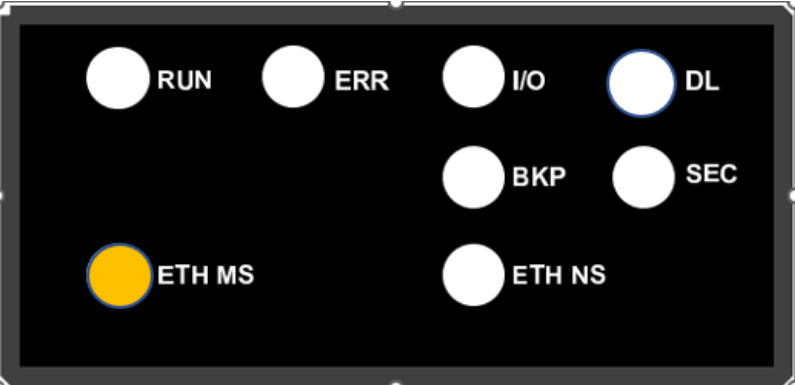 RUN ERR I/O DL
BKP SEC
ETH MS ETH NS